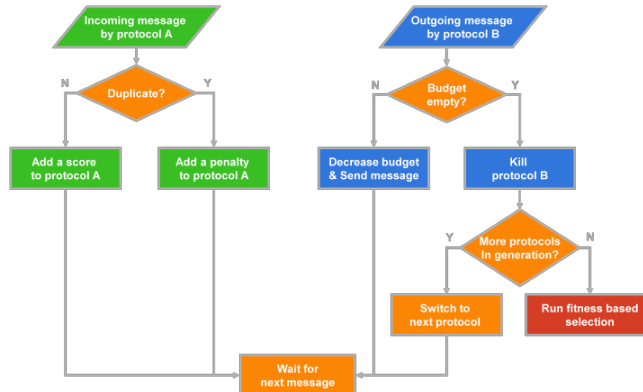 Incoming message
by protocol A
Outgoing message
by protocol B
N
Duplicate?
Y
N
Budget
empty?
Y
Add a score
to protocol A
Add a penalty
to protocol A
Decrease budget
& Send message
Kill
protocol B
Y
More protocols
In generation?
N
Switch to
next protocol
Run fitness based
selection
Wait for
next message